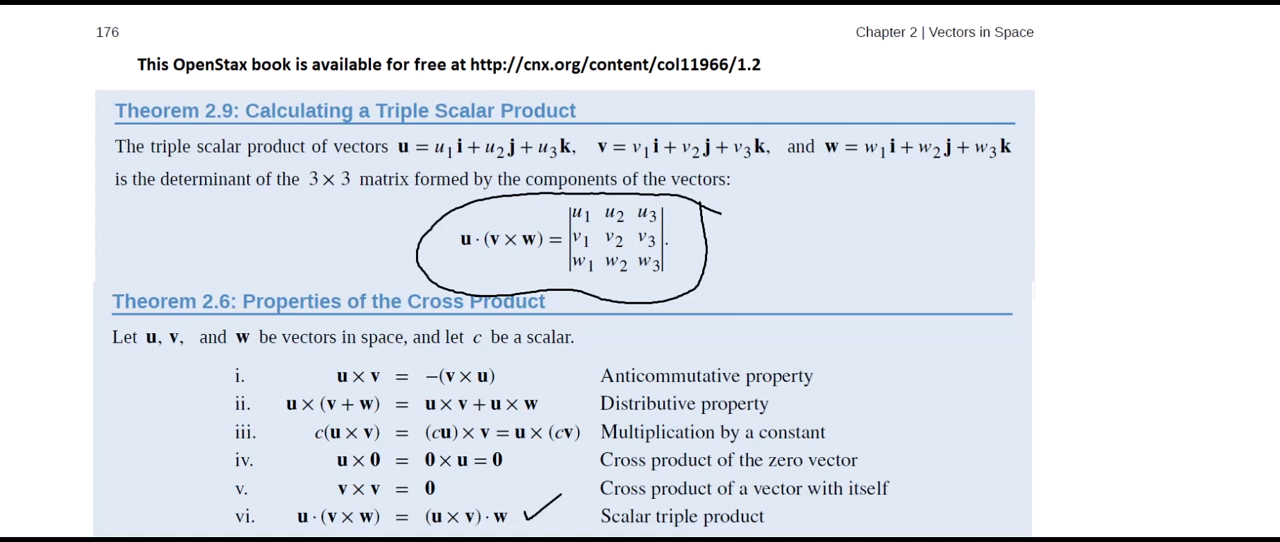 176
Chapter 2 | Vectors in Space
This OpenStax book is available for free at http://cnx.org/content/col11966/1.2
Theorem 2.9: Calculating a Triple Scalar Product
The triple scalar product of vectors u = u₁i + u₂j + u₃k, v = v₁i + v₂j + v₃k, and w = w₁i + w₂j + w₃k
is the determinant of the 3 × 3 matrix formed by the components of the vectors:
|u₁ u₂ u₃|
u · (v × w) = |v₁ v₂ v₃|.
|w₁ w₂ w₃|
Theorem 2.6: Properties of the Cross Product
Let u, v, and w be vectors in space, and let c be a scalar.
i. u × v = −(v × u) Anticommutative property
ii. u × (v + w) = u × v + u × w Distributive property
iii. c(u × v) = (cu) × v = u × (cv) Multiplication by a constant
iv. u × 0 = 0 × u = 0 Cross product of the zero vector
v. v × v = 0 Cross product of a vector with itself
vi. u · (v × w) = (u × v) · w Scalar triple product